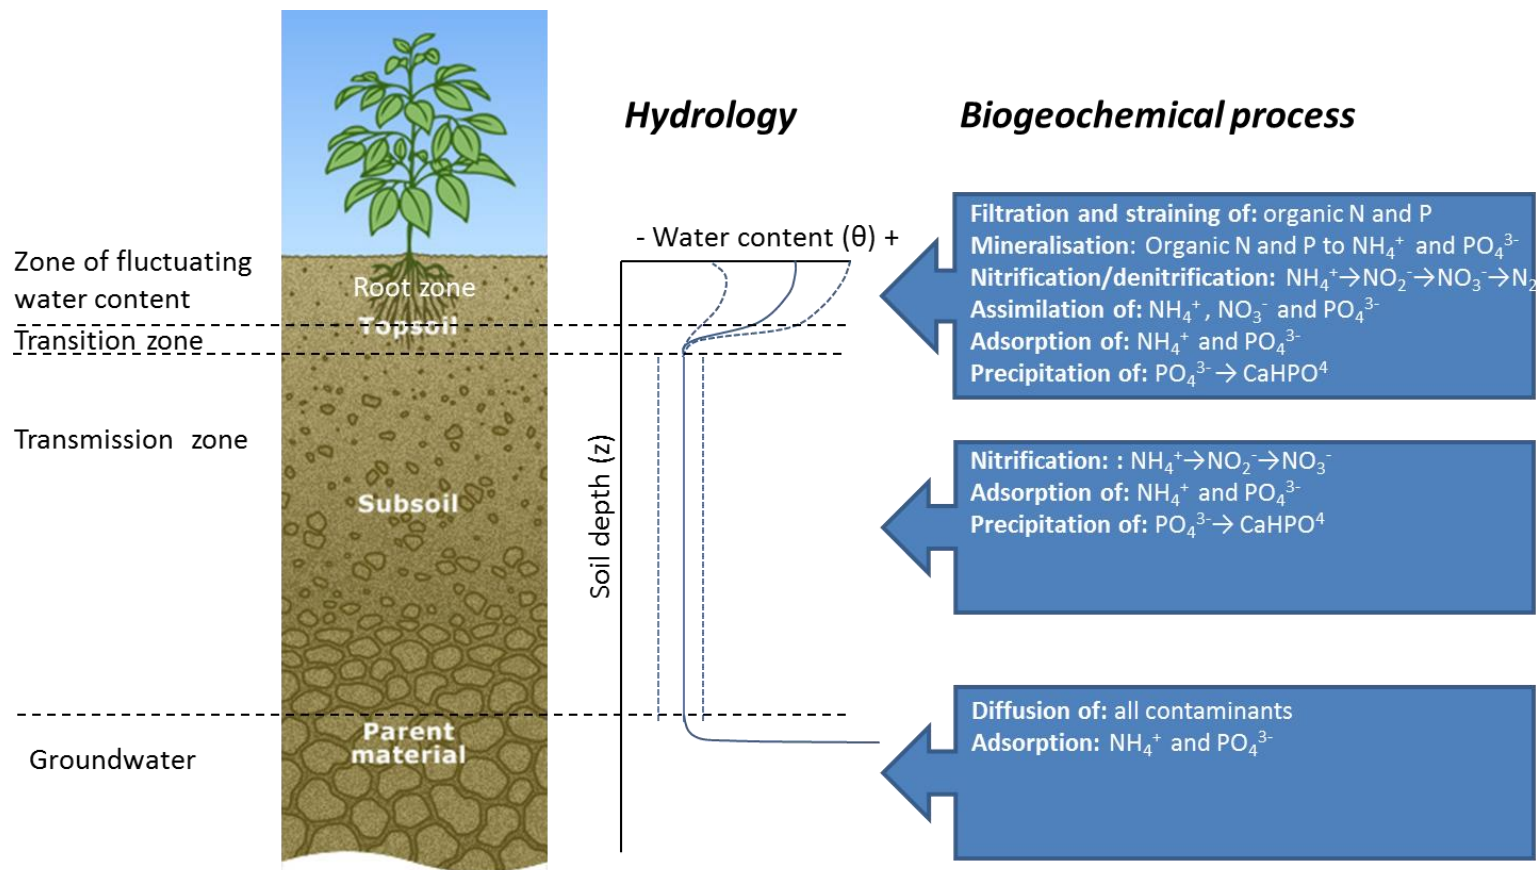 Hydrology
Biogeochemical process
Filtration and straining of: organic N and P
Mineralisation: Organic N and P to NH₄⁺ and PO₄³⁻
Nitrification/denitrification: NH₄⁺→NO₂⁻→NO₃⁻→N₂
Assimilation of: NH₄⁺, NO₃⁻ and PO₄³⁻
Adsorption of: NH₄⁺ and PO₄³⁻
Precipitation of: PO₄³⁻→ CaHPO⁴
- Water content (θ) +
Zone of fluctuating
water content
Root zone
Topsoil
Transition zone
Transmission zone
Subsoil
Soil depth (z)
Nitrification: : NH₄⁺→NO₂⁻→NO₃⁻
Adsorption of: NH₄⁺ and PO₄³⁻
Precipitation of: PO₄³⁻→ CaHPO⁴
Parent
material
Groundwater
Diffusion of: all contaminants
Adsorption: NH₄⁺ and PO₄³⁻